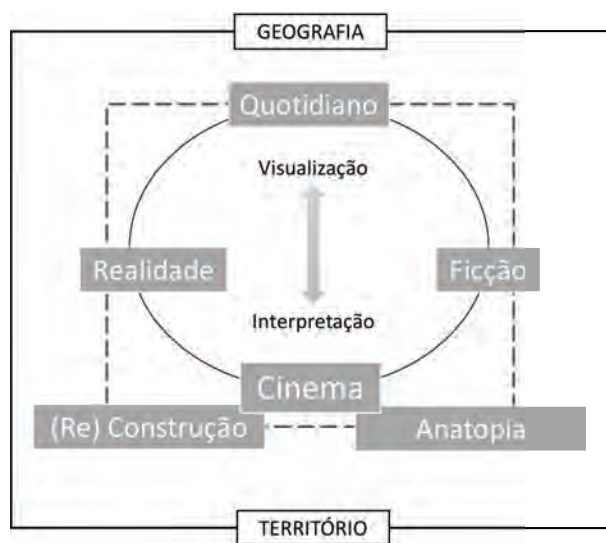 GEOGRAFIA
Quotidiano
Visualização
Realidade
Ficção
Interpretação
Cinema
(Re) Construção
Anatopia
TERRITÓRIO